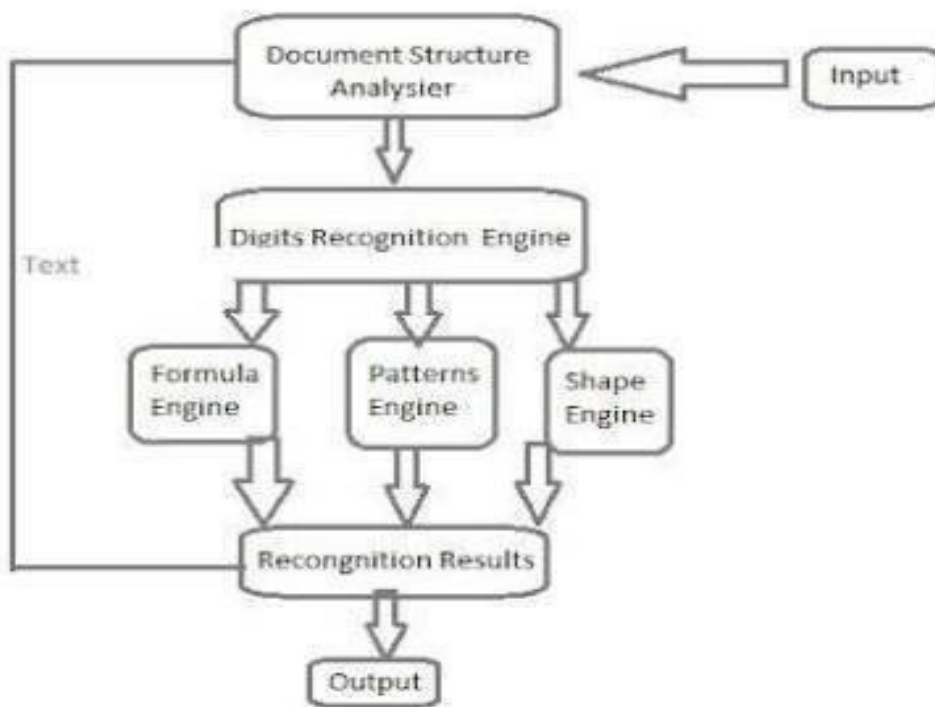 Document Structure
Analysier
Input
Digits Recognition Engine
Text
Formula
Engine
Patterns
Engine
Shape
Engine
Recongnition Results
Output